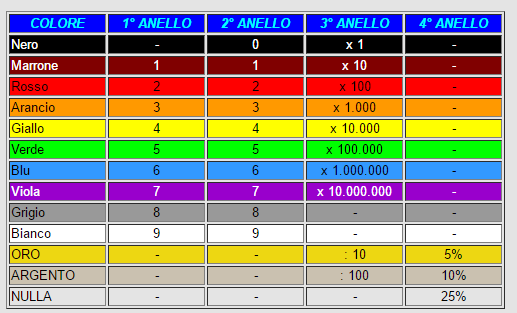 COLORE 1° ANELLO 2° ANELLO 3° ANELLO 4° ANELLO
Nero - 0 x 1 -
Marrone 1 1 x 10 -
Rosso 2 2 x 100 -
Arancio 3 3 x 1.000 -
Giallo 4 4 x 10.000 -
Verde 5 5 x 100.000 -
Blu 6 6 x 1.000.000 -
Viola 7 7 x 10.000.000 -
Grigio 8 8 - -
Bianco 9 9 - -
ORO - - : 10 5%
ARGENTO - - : 100 10%
NULLA - - - 25%